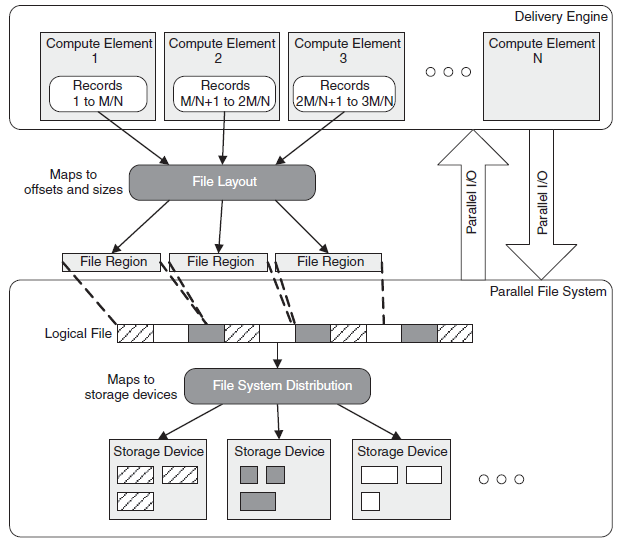 Delivery Engine
Compute Element
1
Compute Element
2
Compute Element
3
Compute Element
N
Records
1 to M/N
Records
M/N+1 to 2M/N
Records
2M/N+1 to 3M/N
Maps to
offsets and sizes
File Layout
Parallel I/O
Parallel I/O
File Region
File Region
File Region
Parallel File System
Logical File
Maps to
storage devices
File System Distribution
Storage Device
Storage Device
Storage Device